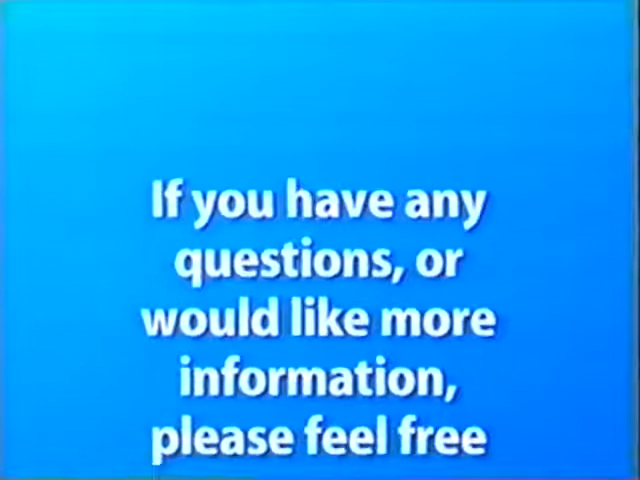 If you have any
questions, or
would like more
information,
please feel free